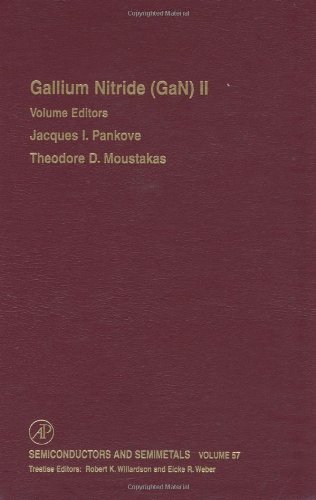 Gallium Nitride (GaN) II
Volume Editors
Jacques I. Pankove
Theodore D. Moustakas
AP
SEMICONDUCTORS AND SEMIMETALS VOLUME 57
Treatise Editors: Robert K. Willardson and Eicke R. Weber